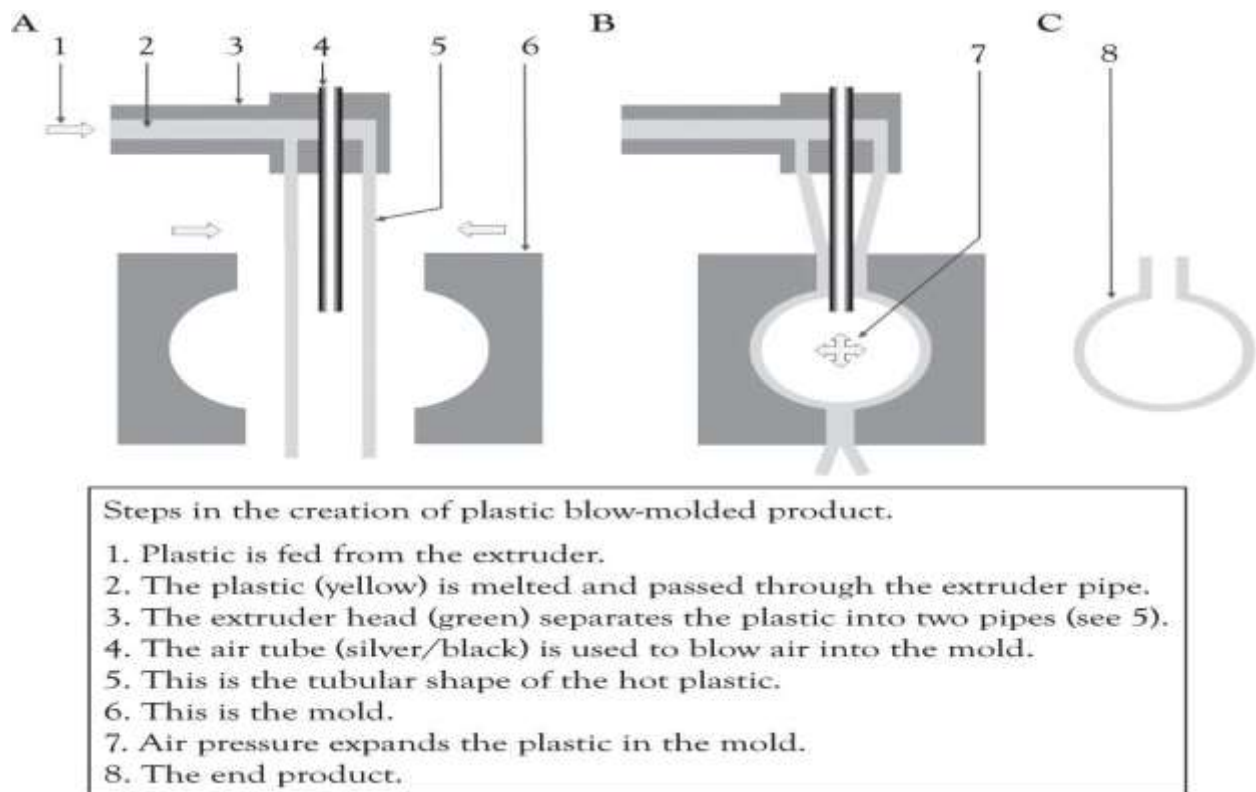 A B C
1 2 3 4 5 6 7 8
Steps in the creation of plastic blow-molded product.
1. Plastic is fed from the extruder.
2. The plastic (yellow) is melted and passed through the extruder pipe.
3. The extruder head (green) separates the plastic into two pipes (see 5).
4. The air tube (silver/black) is used to blow air into the mold.
5. This is the tubular shape of the hot plastic.
6. This is the mold.
7. Air pressure expands the plastic in the mold.
8. The end product.